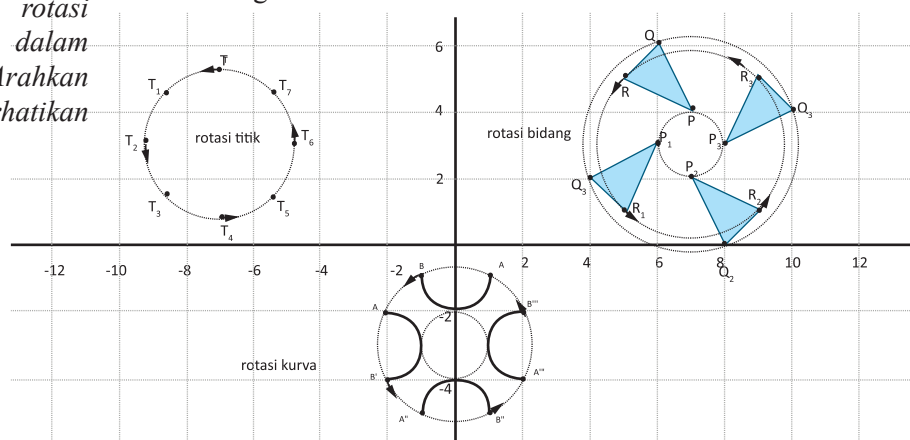 rotasi
dalam
Arahkan
hatikan
6
4
2
-12 -10 -8 -6 -4 -2 2 4 6 8 10 12
-2
-4
rotasi titik
T
T1
T2
T3
T4
T5
T6
T7
rotasi bidang
Q
R
P
R3
Q3
P3
P1
Q3
R1
P2
R2
Q2
rotasi kurva
B
A
A
B'
A"
B"
A"'
B"'